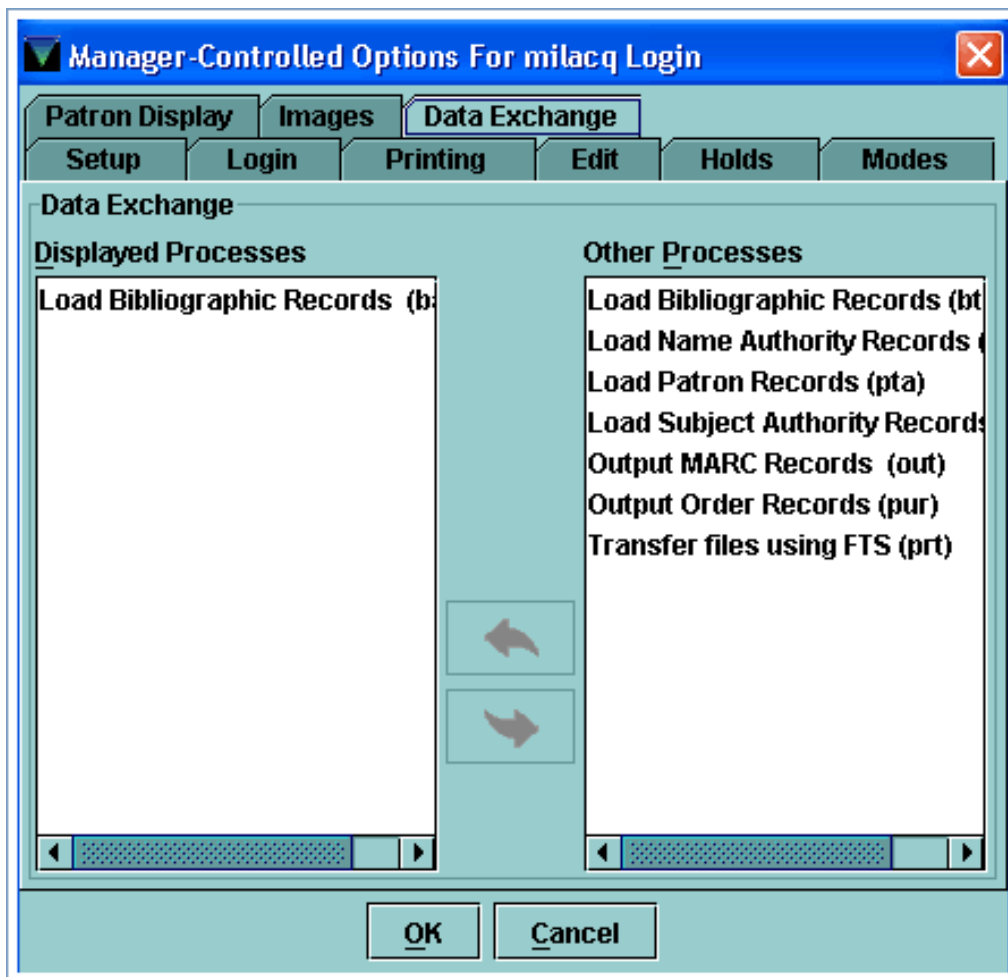 Manager-Controlled Options For milacq Login
Patron Display Images Data Exchange
Setup Login Printing Edit Holds Modes
Data Exchange
Displayed Processes
Load Bibliographic Records (b
Other Processes
Load Bibliographic Records (bt
Load Name Authority Records (
Load Patron Records (pta)
Load Subject Authority Records
Output MARC Records (out)
Output Order Records (pur)
Transfer files using FTS (prt)
OK Cancel